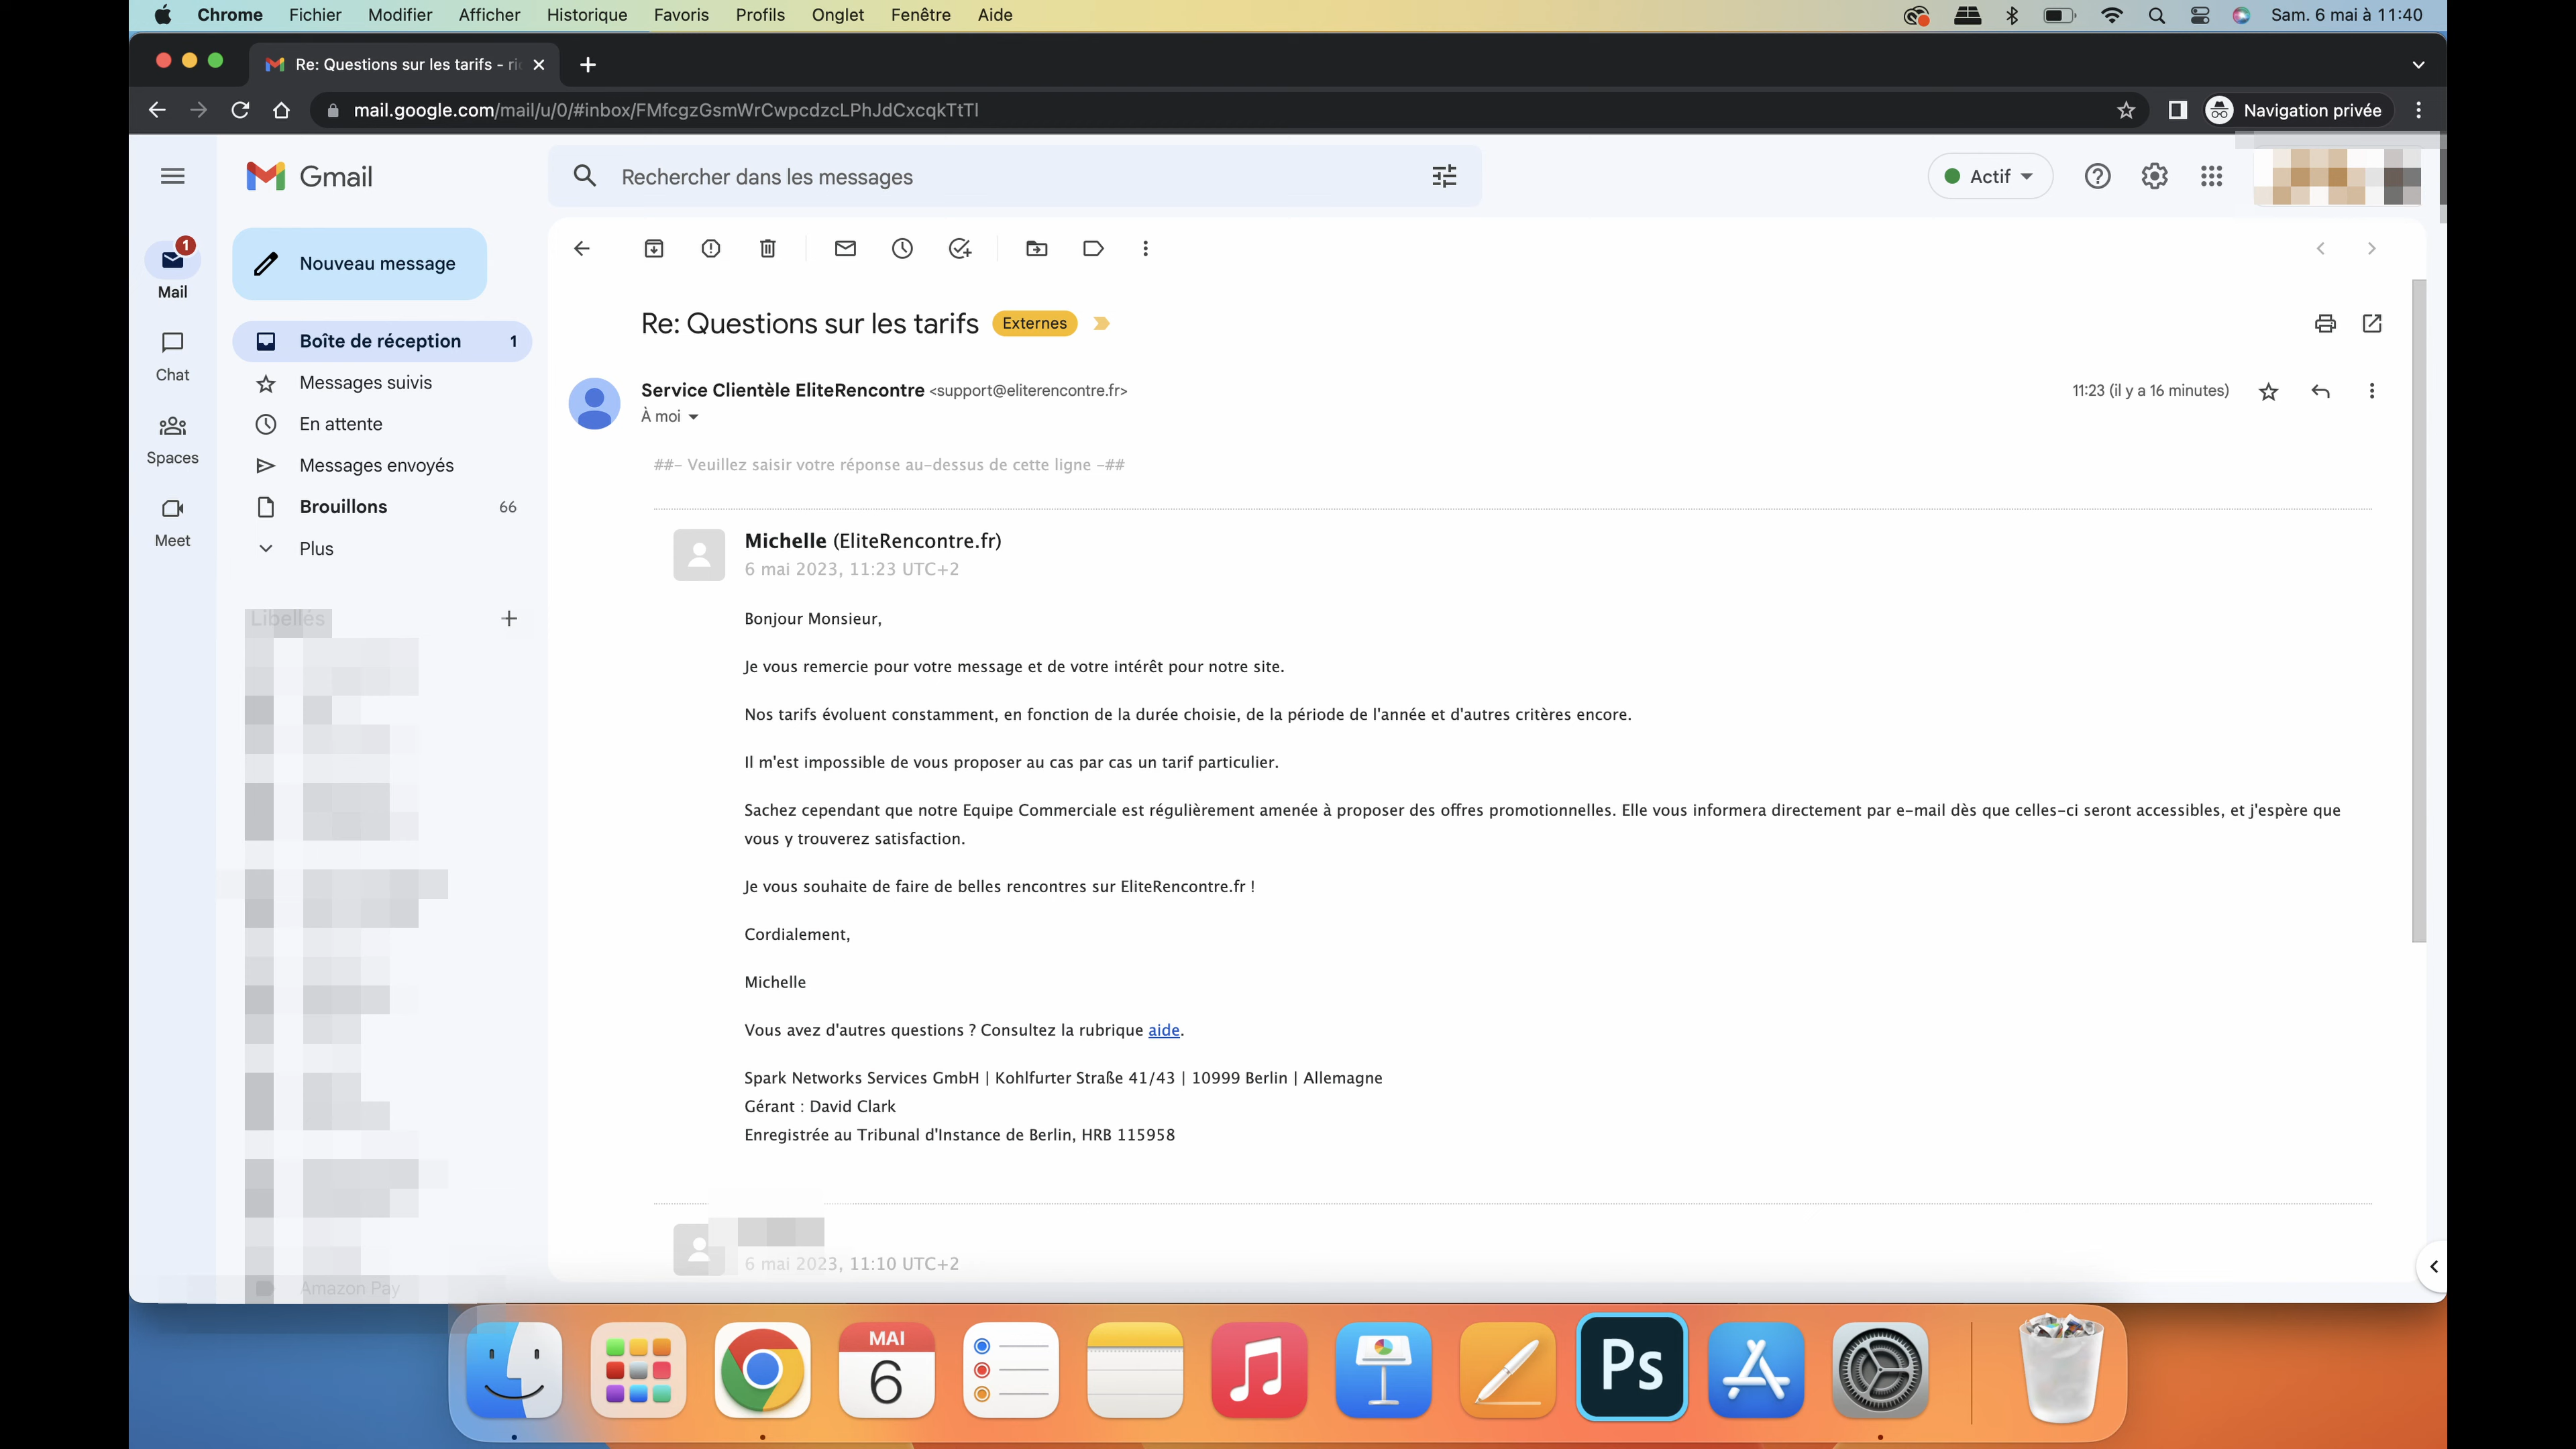 Chrome Fichier Modifier Afficher Historique Favoris Profils Onglet Fenêtre Aide
Sam. 6 mai à 11:40
Re: Questions sur les tarifs - ri
mail.google.com/mail/u/0/#inbox/FMfcgzGsmWrCwpcdzcLPhJdCxcqkTtTl
Navigation privée
Gmail
Rechercher dans les messages
Actif
1
Mail
Chat
Spaces
Meet
Nouveau message
Boîte de réception 1
Messages suivis
En attente
Messages envoyés
Brouillons 66
Plus
Libellés
Amazon Pay
Re: Questions sur les tarifs Externes
Service Clientèle EliteRencontre <support@eliterencontre.fr>
11:23 (il y a 16 minutes)
À moi
##- Veuillez saisir votre réponse au-dessus de cette ligne -##
Michelle (EliteRencontre.fr)
6 mai 2023, 11:23 UTC+2
Bonjour Monsieur,
Je vous remercie pour votre message et de votre intérêt pour notre site.
Nos tarifs évoluent constamment, en fonction de la durée choisie, de la période de l'année et d'autres critères encore.
Il m'est impossible de vous proposer au cas par cas un tarif particulier.
Sachez cependant que notre Equipe Commerciale est régulièrement amenée à proposer des offres promotionnelles. Elle vous informera directement par e-mail dès que celles-ci seront accessibles, et j'espère que
vous y trouverez satisfaction.
Je vous souhaite de faire de belles rencontres sur EliteRencontre.fr !
Cordialement,
Michelle
Vous avez d'autres questions ? Consultez la rubrique aide.
Spark Networks Services GmbH | Kohlfurter Straße 41/43 | 10999 Berlin | Allemagne
Gérant : David Clark
Enregistrée au Tribunal d'Instance de Berlin, HRB 115958
6 mai 2023, 11:10 UTC+2
MAI
6
Ps